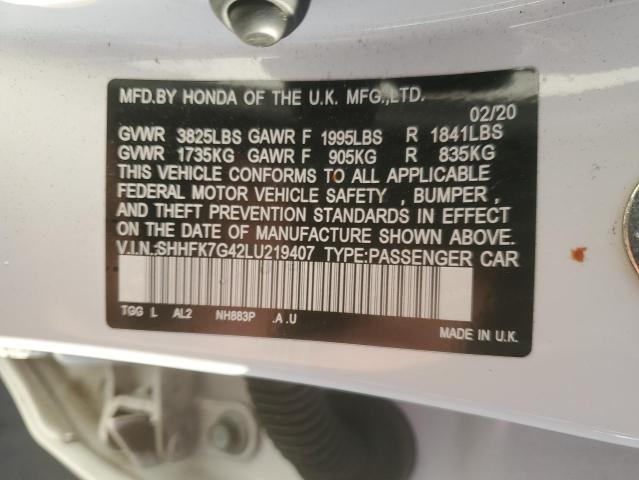 MFD.BY HONDA OF THE U.K. MFG.,LTD.
02/20
GVWR 3825LBS GAWR F 1995LBS R 1841LBS
GVWR 1735KG GAWR F 905KG R 835KG
THIS VEHICLE CONFORMS TO ALL APPLICABLE
FEDERAL MOTOR VEHICLE SAFETY , BUMPER ,
AND THEFT PREVENTION STANDARDS IN EFFECT
ON THE DATE OF MANUFACTURE SHOWN ABOVE.
V.I.N.:SHHFK7G42LU219407 TYPE:PASSENGER CAR
TGG L AL2 NH883P .A .U
MADE IN U.K.